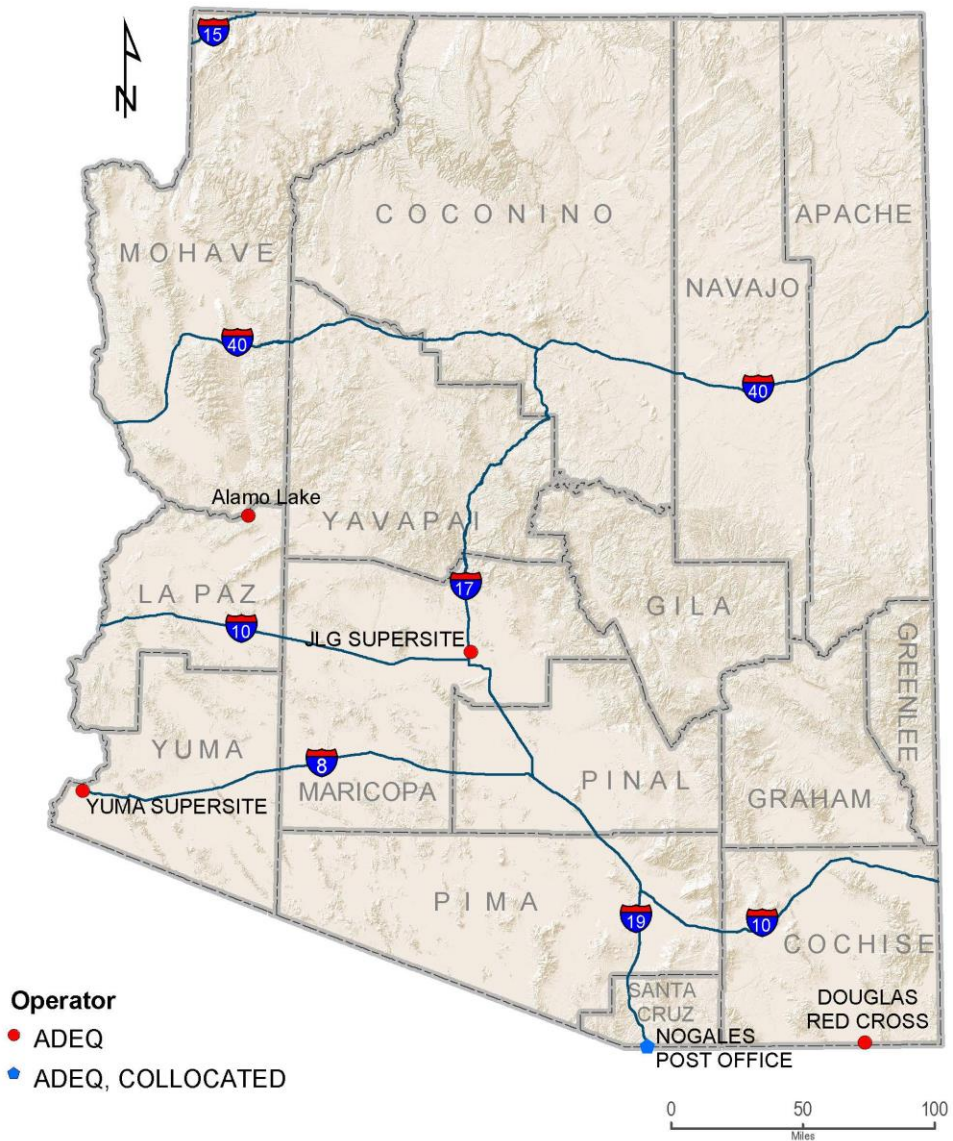 15
N
COCONINO
APACHE
MOHAVE
NAVAJO
40
40
Alamo Lake
YAVAPAI
17
LA PAZ
GILA
10
JLG SUPERSITE
GREENLEE
YUMA
8
MARICOPA
PINAL
GRAHAM
YUMA SUPERSITE
PIMA
19
10
COCHISE
SANTA
CRUZ
DOUGLAS
RED CROSS
NOGALES
POST OFFICE
Operator
ADEQ
ADEQ, COLLOCATED
0 50 100
Miles